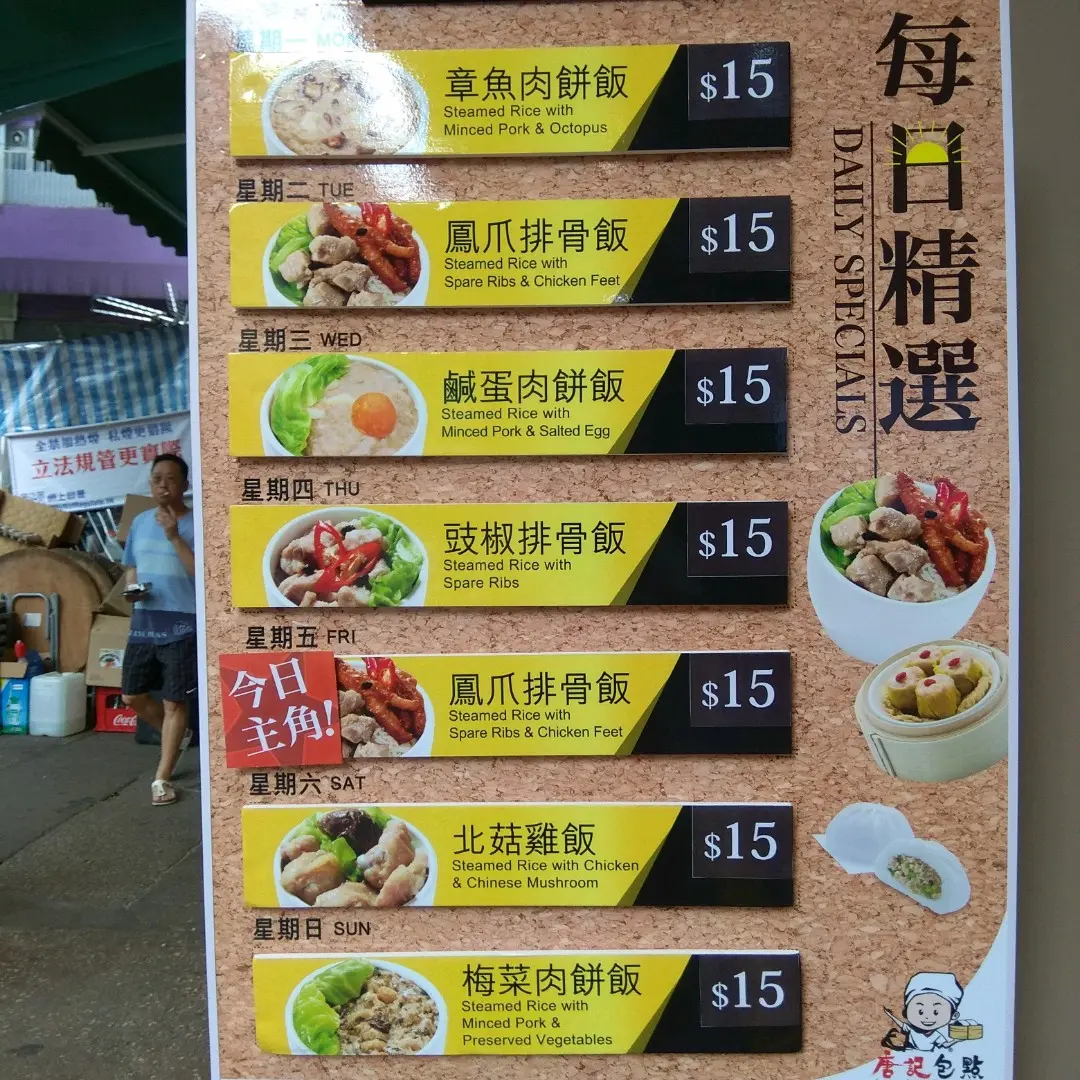 每日精選
DAILY SPECIALS
星期一 MON
章魚肉餅飯
Steamed Rice with
Minced Pork & Octopus
$15
星期二 TUE
鳳爪排骨飯
Steamed Rice with
Spare Ribs & Chicken Feet
$15
星期三 WED
鹹蛋肉餅飯
Steamed Rice with
Minced Pork & Salted Egg
$15
星期四 THU
豉椒排骨飯
Steamed Rice with
Spare Ribs
$15
星期五 FRI
今日
主角!
鳳爪排骨飯
Steamed Rice with
Spare Ribs & Chicken Feet
$15
星期六 SAT
北菇雞飯
Steamed Rice with Chicken
& Chinese Mushroom
$15
星期日 SUN
梅菜肉餅飯
Steamed Rice with
Minced Pork &
Preserved Vegetables
$15
唐記包點
立法規管更實際
Coca